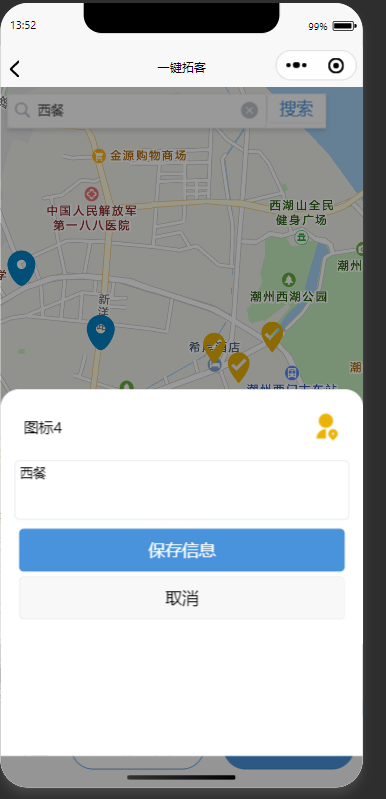 13:52
99%
一键拓客
西餐
搜索
金源购物商场
中国人民解放军
第一八八医院
西湖山全民
健身广场
潮州
学
潮州西湖公园
新
洋
希
酒店
潮州西门古车站
图标4
西餐
保存信息
取消